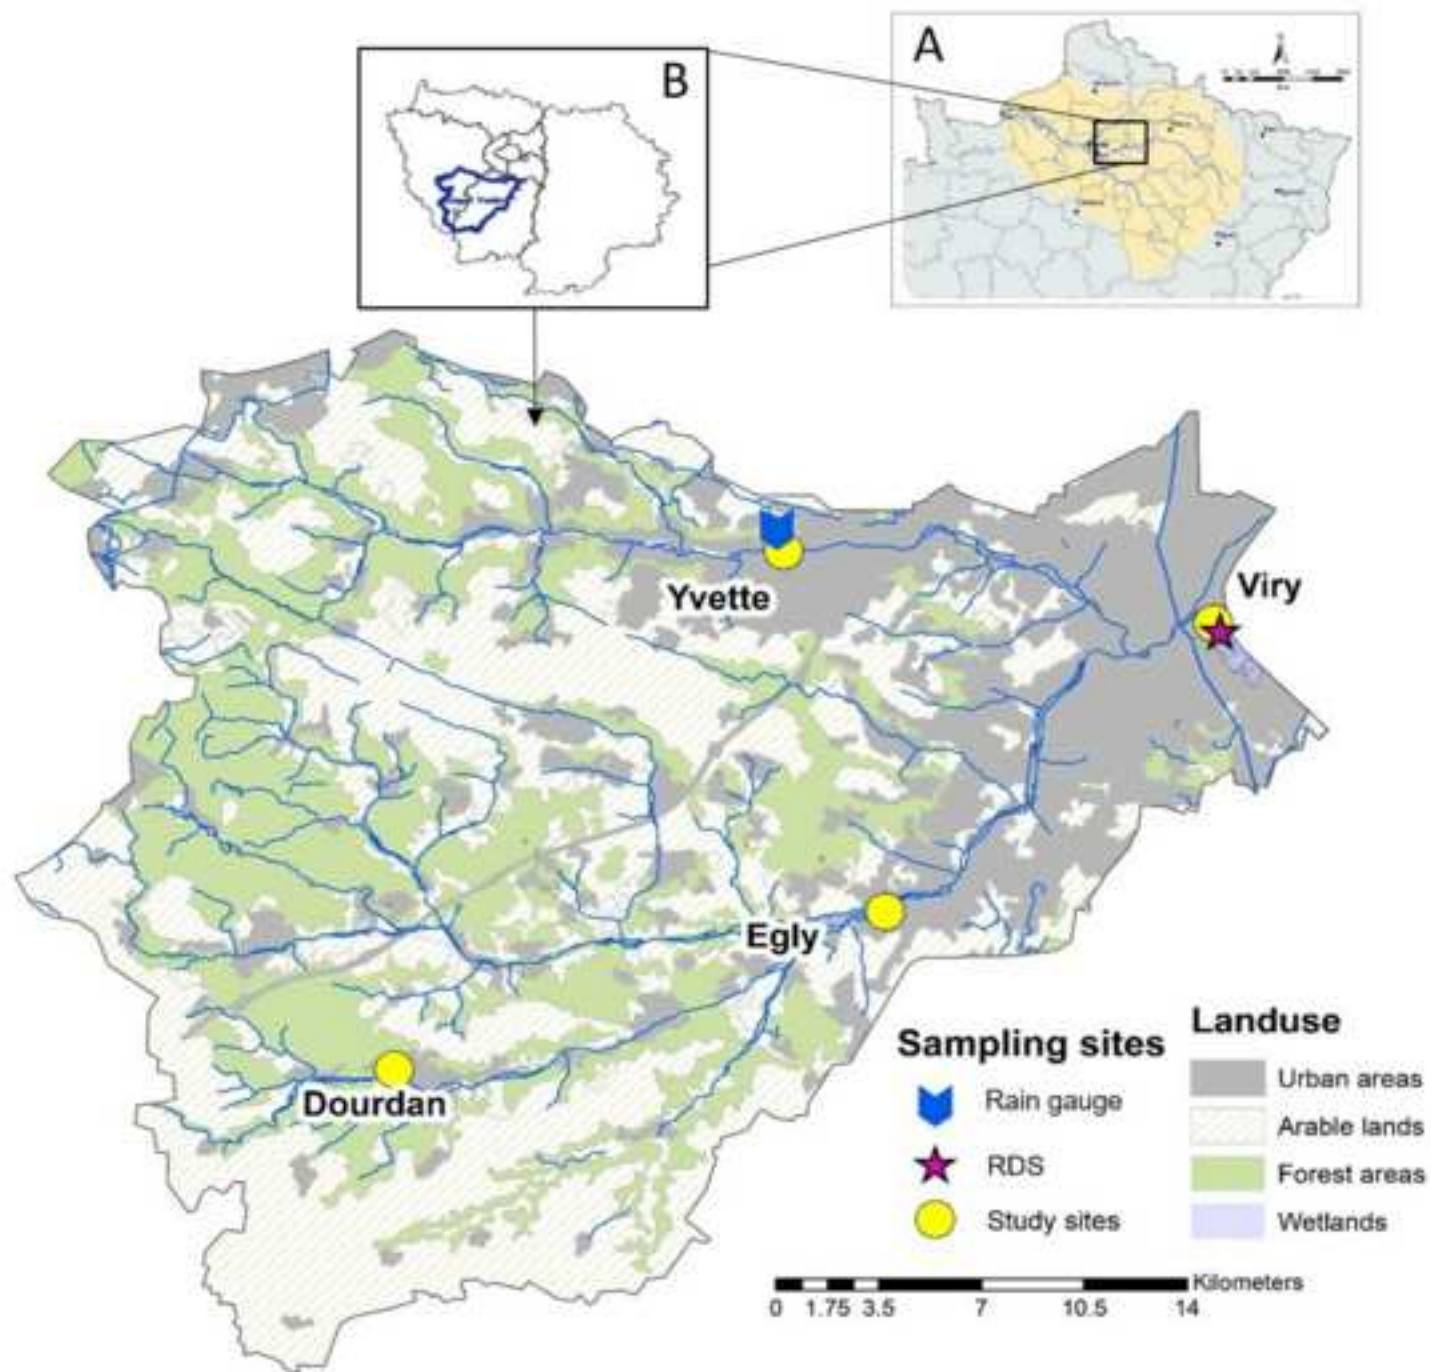 A
B
Yvette
Viry
Egly
Dourdan
Sampling sites
Rain gauge
RDS
Study sites
Landuse
Urban areas
Arable lands
Forest areas
Wetlands
Kilometers
0 1.75 3.5 7 10.5 14